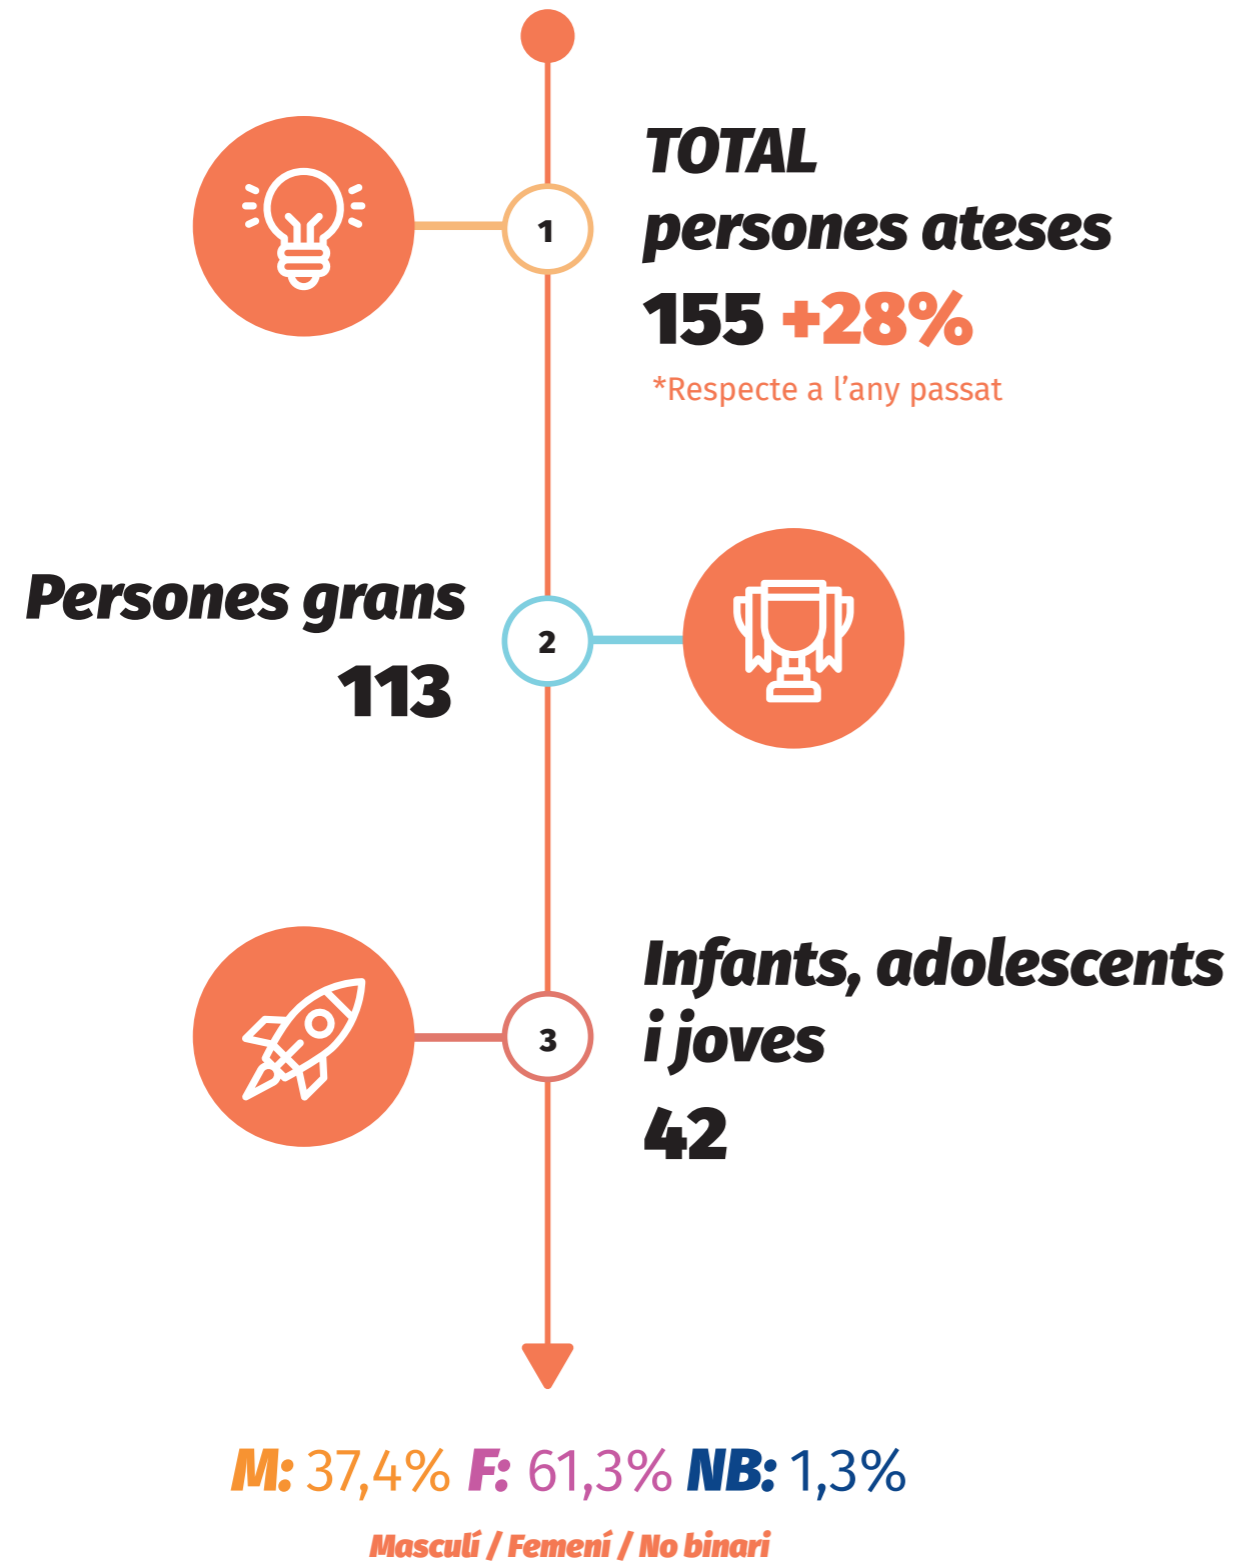 1
TOTAL
persones ateses
155 +28%
*Respecte a l’any passat
Persones grans
113
2
3
Infants, adolescents
i joves
42
M: 37,4% F: 61,3% NB: 1,3%
Masculí / Femení / No binari